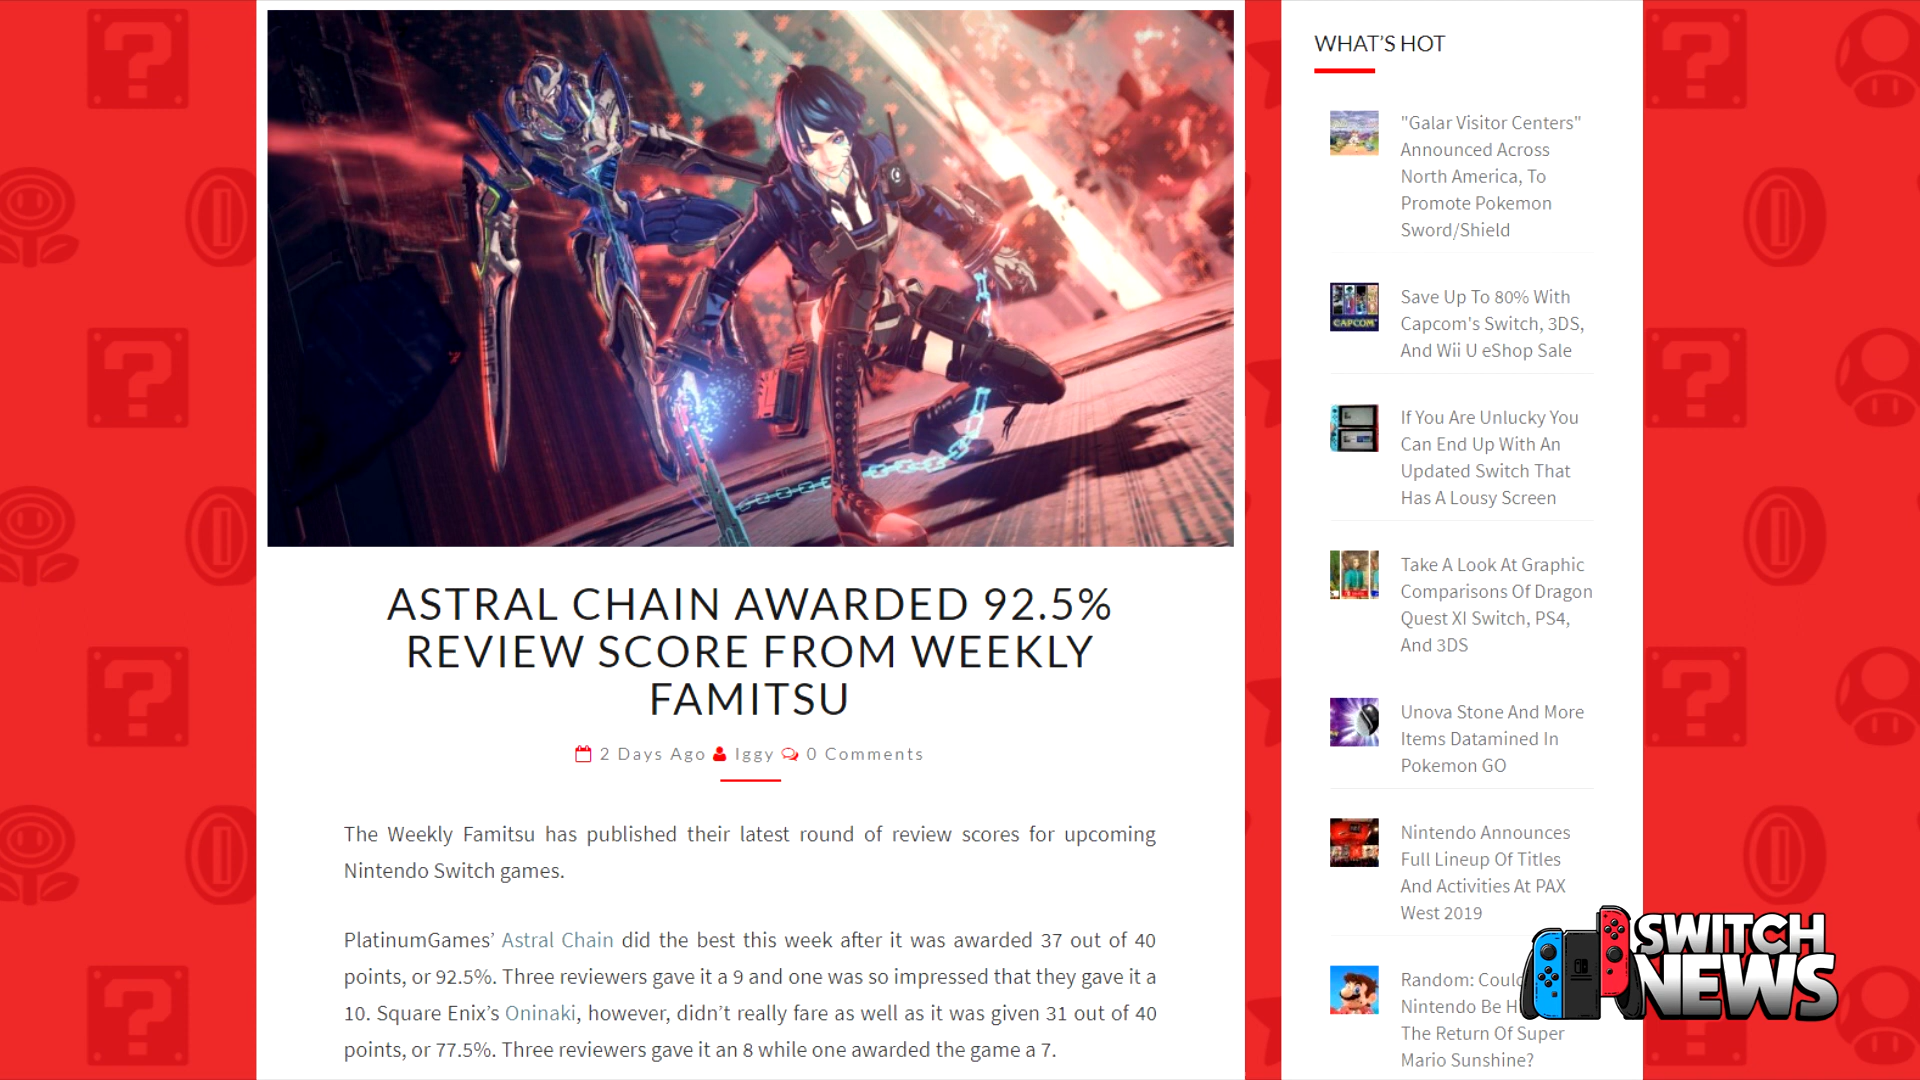 ASTRAL CHAIN AWARDED 92.5%
REVIEW SCORE FROM WEEKLY
FAMITSU
2 Days Ago Iggy 0 Comments
The Weekly Famitsu has published their latest round of review scores for upcoming
Nintendo Switch games.
PlatinumGames’ Astral Chain did the best this week after it was awarded 37 out of 40
points, or 92.5%. Three reviewers gave it a 9 and one was so impressed that they gave it a
10. Square Enix’s Oninaki, however, didn’t really fare as well as it was given 31 out of 40
points, or 77.5%. Three reviewers gave it an 8 while one awarded the game a 7.
WHAT’S HOT
"Galar Visitor Centers"
Announced Across
North America, To
Promote Pokemon
Sword/Shield
CAPCOM
Save Up To 80% With
Capcom's Switch, 3DS,
And Wii U eShop Sale
If You Are Unlucky You
Can End Up With An
Updated Switch That
Has A Lousy Screen
Take A Look At Graphic
Comparisons Of Dragon
Quest XI Switch, PS4,
And 3DS
Unova Stone And More
Items Datamined In
Pokemon GO
Nintendo Announces
Full Lineup Of Titles
And Activities At PAX
West 2019
Random: Could
Nintendo Be H
The Return Of Super
Mario Sunshine?
SWITCH
NEWS